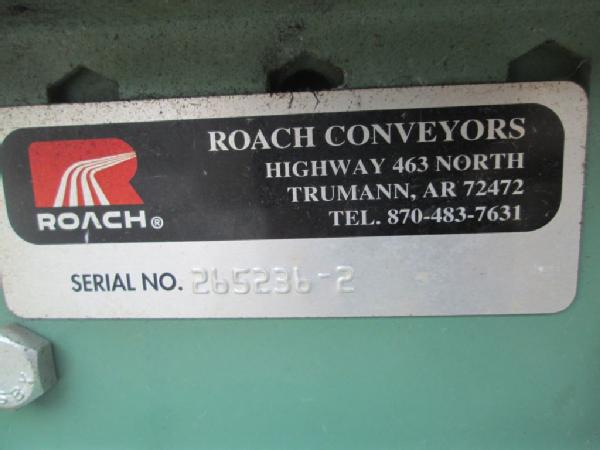 ROACH CONVEYORS
HIGHWAY 463 NORTH
TRUMANN, AR 72472
TEL. 870-483-7631
ROACH®
SERIAL NO. 265236-2